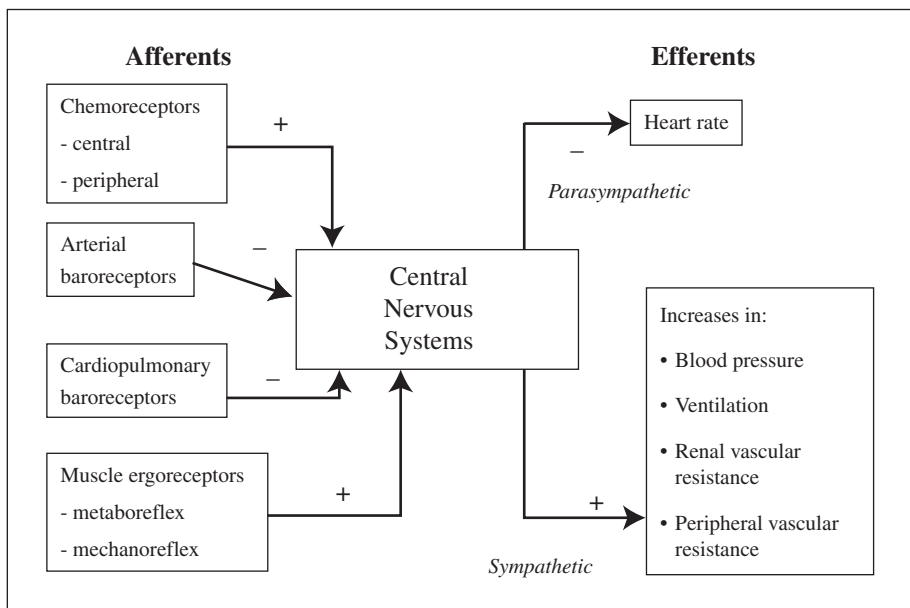 Afferents
Chemoreceptors
- central
- peripheral
+
Arterial
baroreceptors
–
Cardiopulmonary
baroreceptors
–
Muscle ergoreceptors
- metaboreflex
- mechanoreflex
+
Central
Nervous
Systems
Efferents
Heart rate
–
Parasympathetic
Increases in:
• Blood pressure
• Ventilation
• Renal vascular
resistance
• Peripheral vascular
resistance
+
Sympathetic